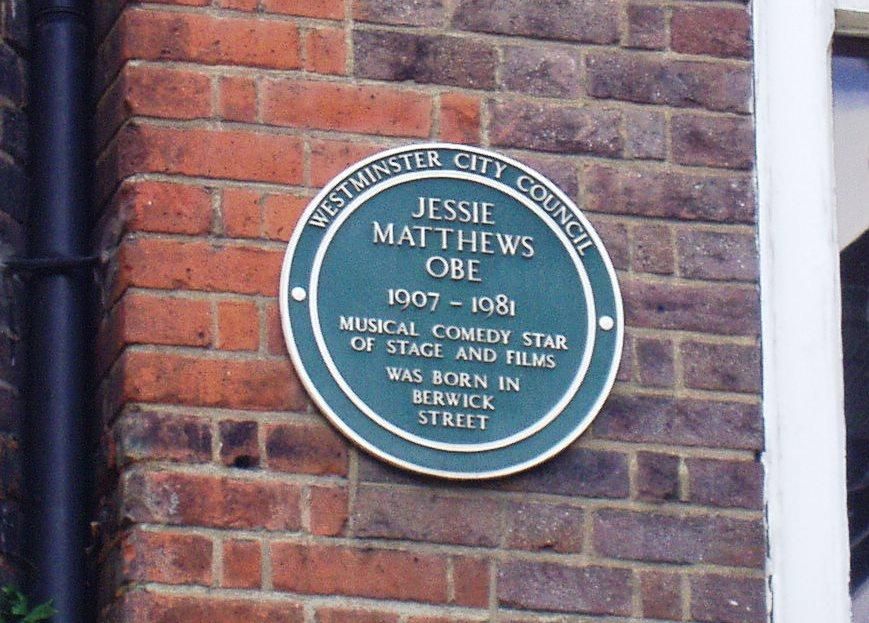 WESTMINSTER CITY COUNCIL
JESSIE
MATTHEWS
OBE
1907 – 1981
MUSICAL COMEDY STAR
OF STAGE AND FILMS
WAS BORN IN
BERWICK
STREET